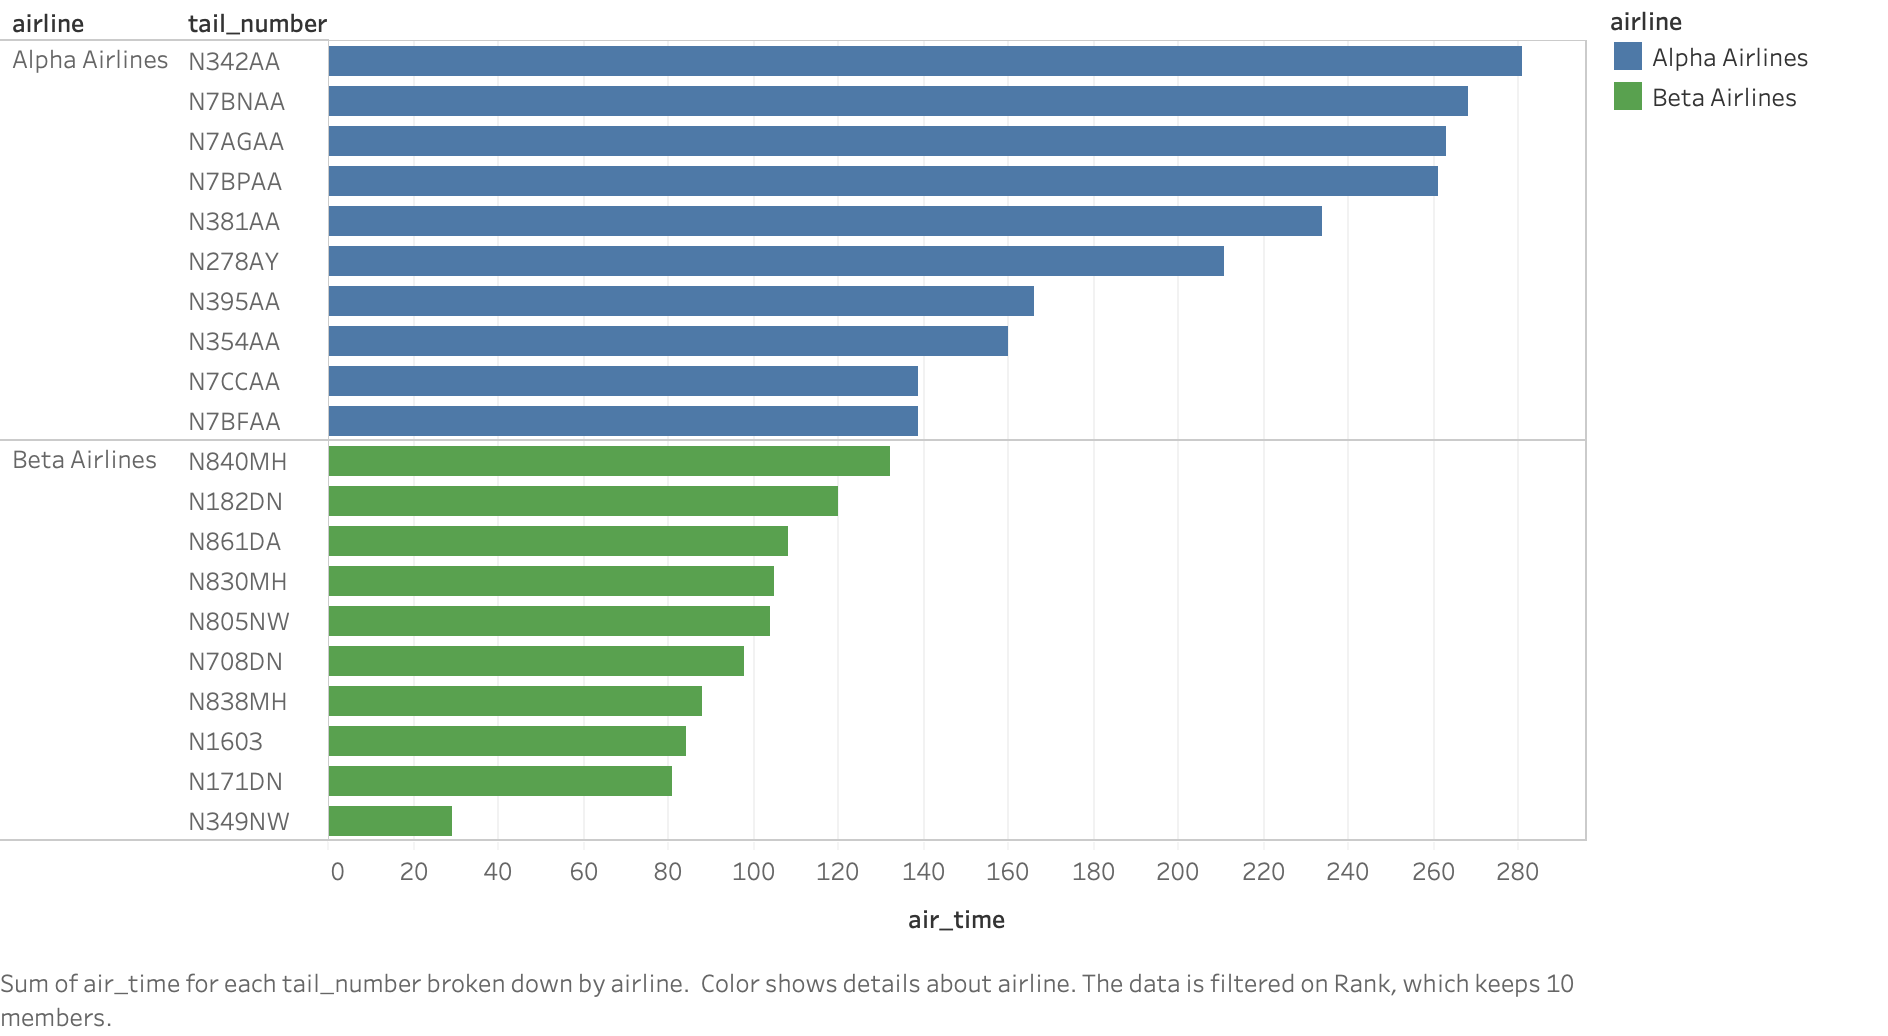 airline tail_number
Alpha Airlines N342AA
N7BNAA
N7AGAA
N7BPAA
N381AA
N278AY
N395AA
N354AA
N7CCAA
N7BFAA
Beta Airlines N840MH
N182DN
N861DA
N830MH
N805NW
N708DN
N838MH
N1603
N171DN
N349NW
0 20 40 60 80 100 120 140 160 180 200 220 240 260 280
air_time
airline
Alpha Airlines
Beta Airlines
Sum of air_time for each tail_number broken down by airline.  Color shows details about airline. The data is filtered on Rank, which keeps 10
members.